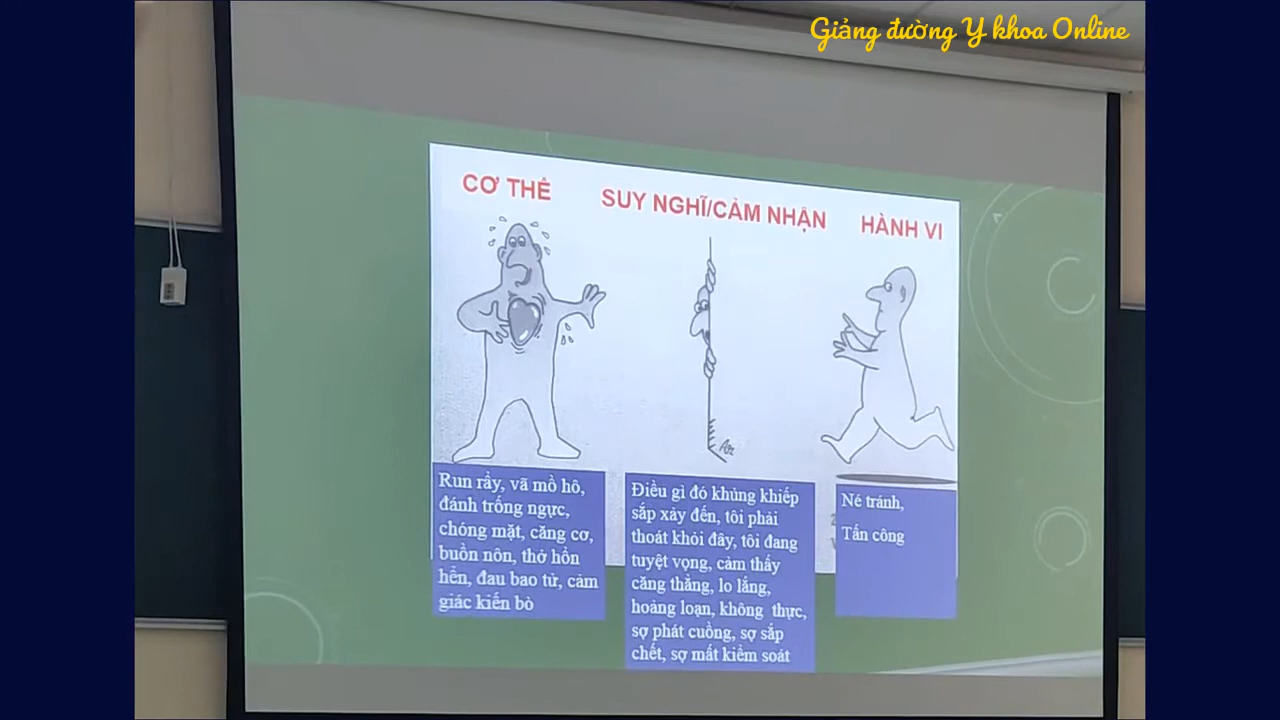 Giảng đường Y khoa Online
CƠ THỂ
SUY NGHĨ/CẢM NHẬN
HÀNH VI
Run rẩy, vã mồ hô,
đánh trống ngực,
chóng mặt, căng cơ,
buồn nôn, thở hổn
hển, đau bao tử, cảm
giác kiến bò
Điều gì đó khủng khiếp
sắp xảy đến, tôi phải
thoát khỏi đây, tôi đang
tuyệt vọng, cảm thấy
căng thẳng, lo lắng,
hoảng loạn, không thực,
sợ phát cuồng, sợ sắp
chết, sợ mất kiểm soát
Né tránh,
Tấn công